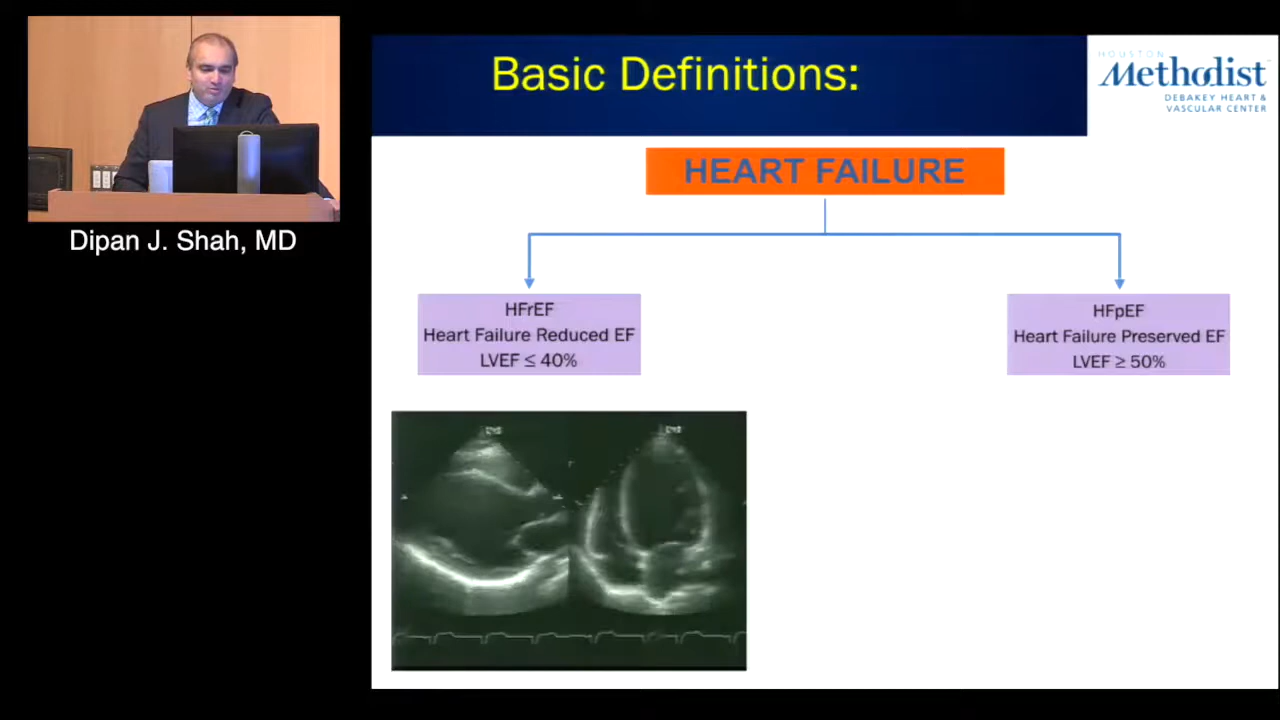 Basic Definitions:
HOUSTON
Methodist
DEBAKEY HEART &
VASCULAR CENTER
HEART FAILURE
Dipan J. Shah, MD
HFrEF
Heart Failure Reduced EF
LVEF ≤ 40%
HFpEF
Heart Failure Preserved EF
LVEF ≥ 50%